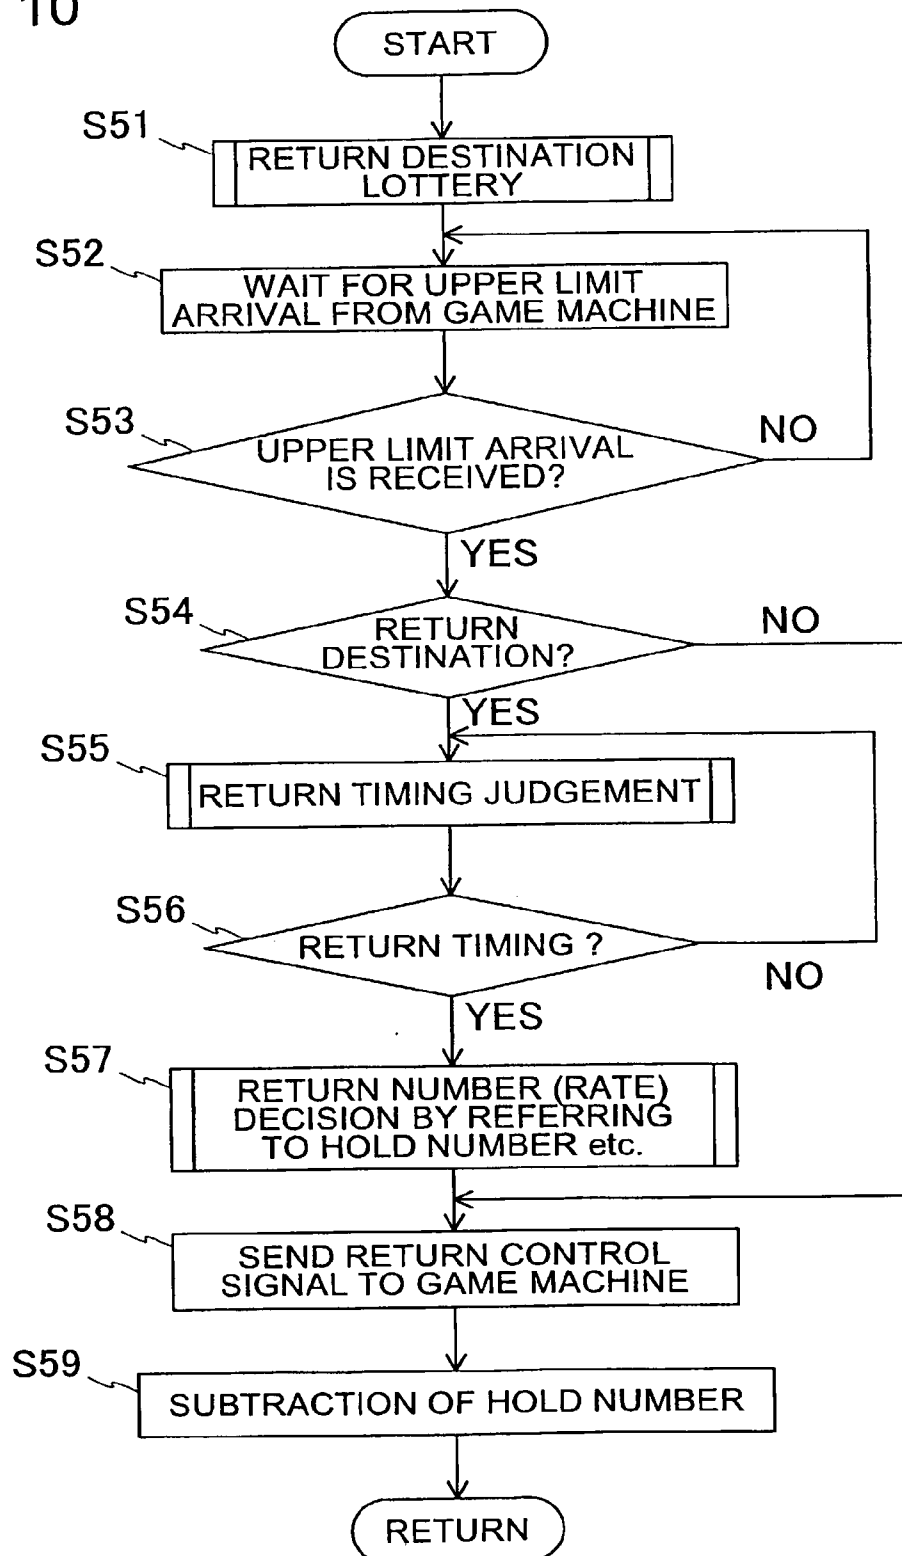 10
START
S51
RETURN DESTINATION
LOTTERY
S52
WAIT FOR UPPER LIMIT
ARRIVAL FROM GAME MACHINE
S53
UPPER LIMIT ARRIVAL
IS RECEIVED?
NO
YES
S54
RETURN
DESTINATION?
NO
YES
S55
RETURN TIMING JUDGEMENT
S56
RETURN TIMING ?
NO
YES
S57
RETURN NUMBER (RATE)
DECISION BY REFERRING
TO HOLD NUMBER etc.
S58
SEND RETURN CONTROL
SIGNAL TO GAME MACHINE
S59
SUBTRACTION OF HOLD NUMBER
RETURN